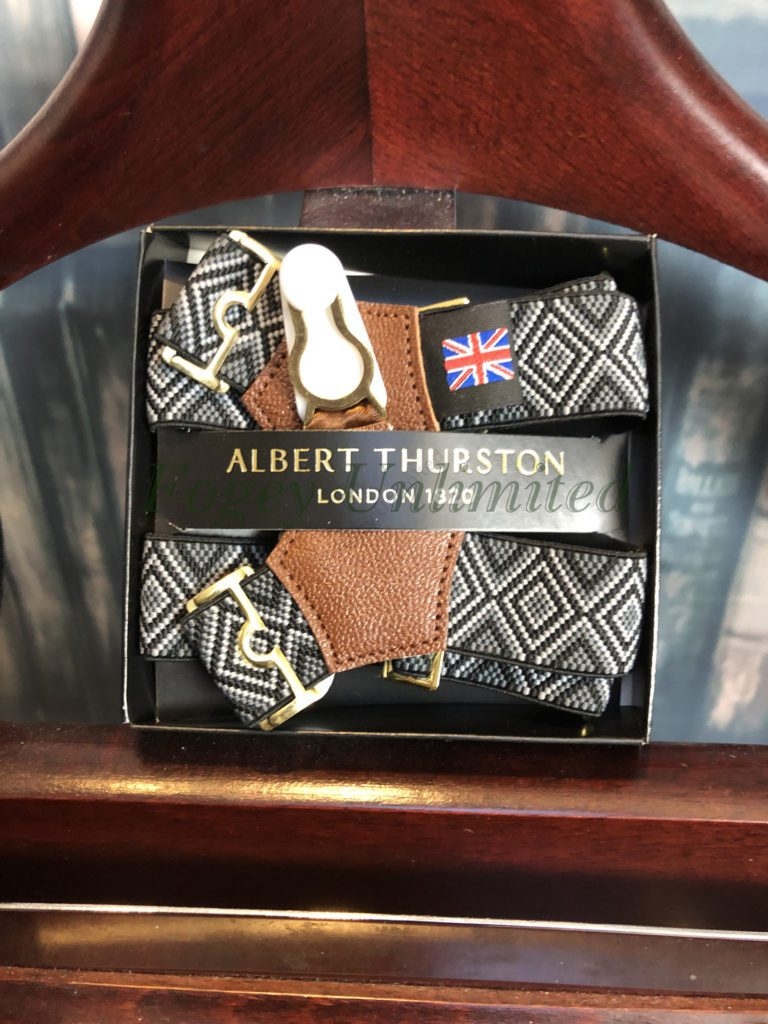 ALBERT THURSTON
LONDON 1820
Fogey Unlimited